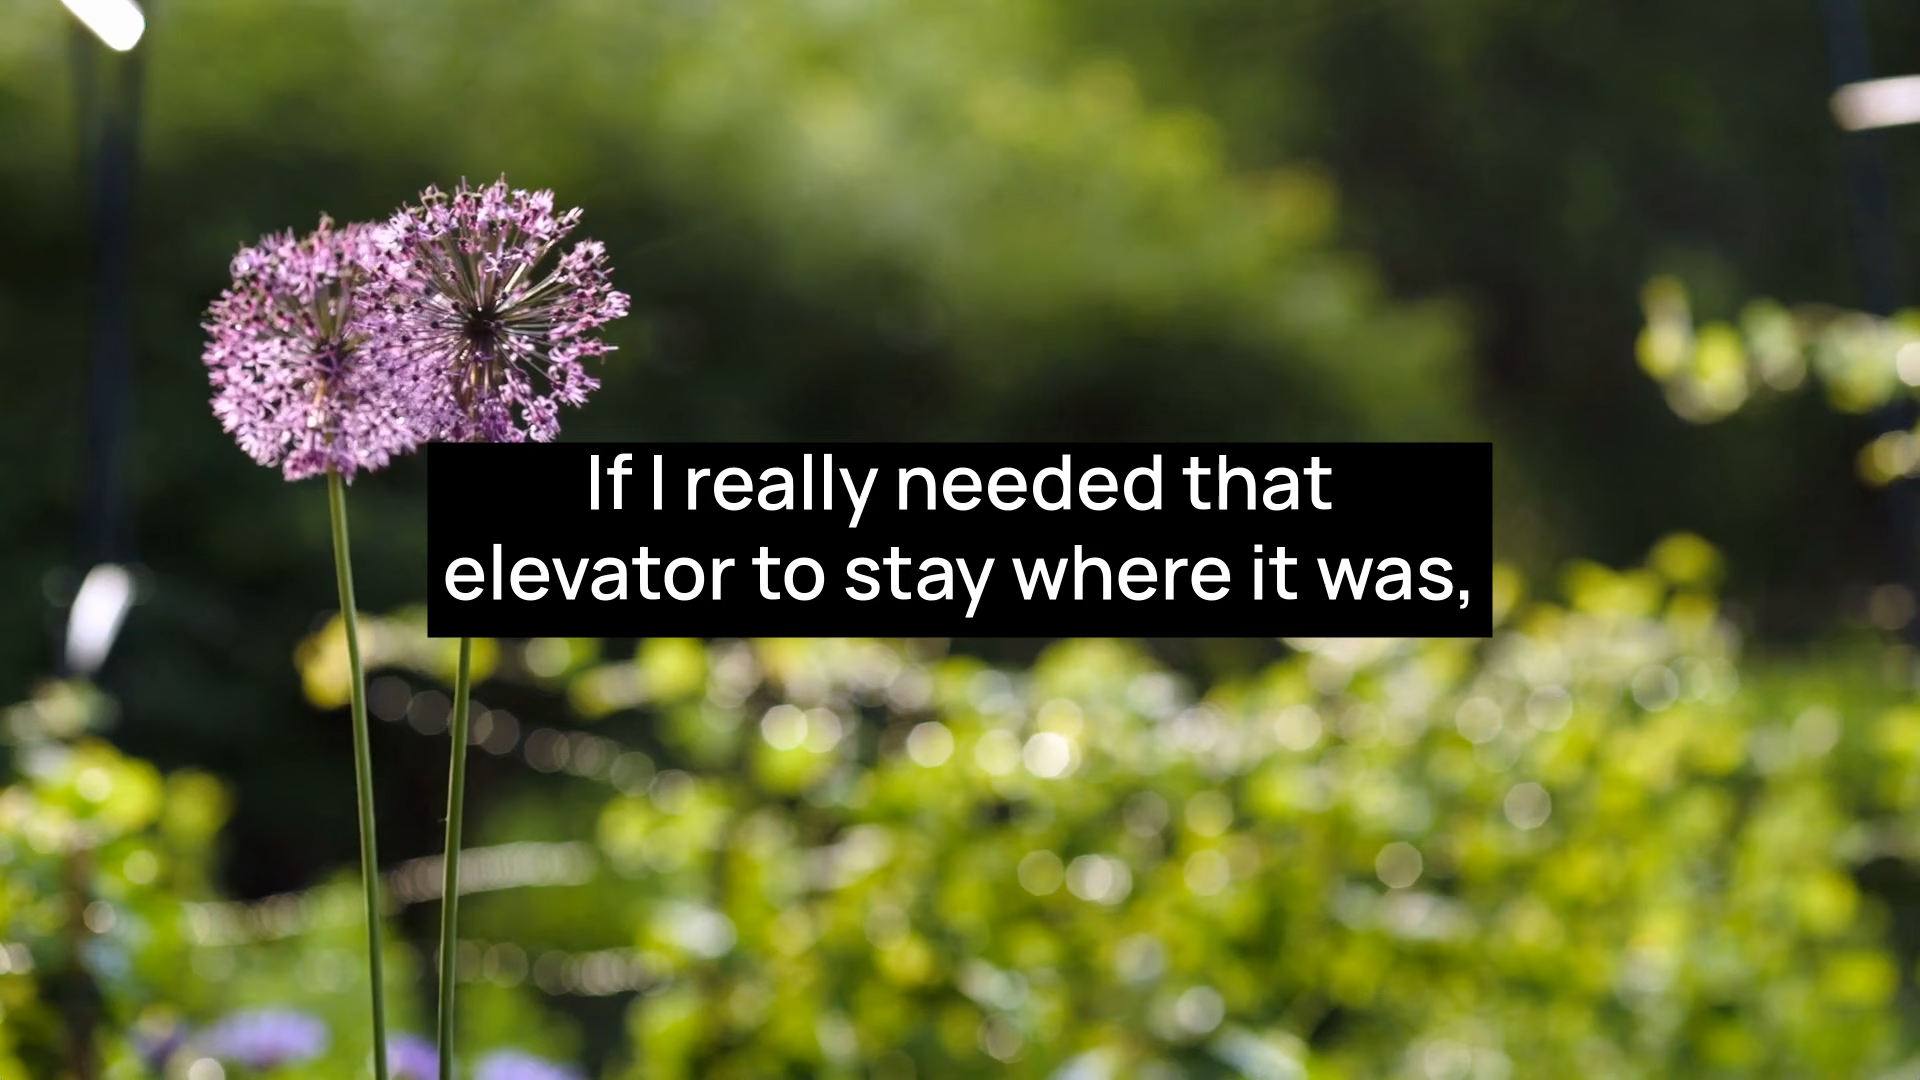 If I really needed that
elevator to stay where it was,